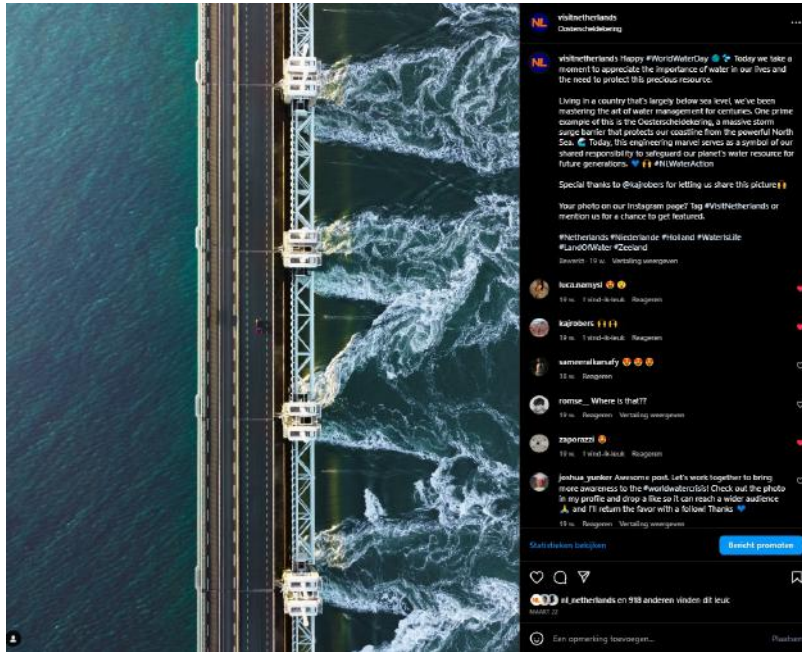 visitnetherlands
Oosterscheldekering
visitnetherlands Happy #WorldWaterDay 🌍 💦 Today we take a
moment to appreciate the importance of water in our lives and
the need to protect this precious resource.
Living in a country that's largely below sea level, we've been
mastering the art of water management for centuries. One prime
example of this is the Oosterscheldekering, a massive storm
surge barrier that protects our coastline from the powerful North
Sea. 🌊 Today, this engineering marvel serves as a symbol of our
shared responsibility to safeguard our planet's water resource for
future generations. 💙 🙌 #NLWaterAction
Special thanks to @kajrobers for letting us share this picture🙌
Your photo on our Instagram page? Tag #VisitNetherlands or
mention us for a chance to get featured.
#Netherlands #Niederlande #Holland #WaterIsLife
#LandOfWater #Zeeland
Bewerkt · 19 w. Vertaling weergeven
luca.namysl 😍 😲
19 w. 1 vind-ik-leuk Reageren
kajrobers 🙌 🙌
19 w. 1 vind-ik-leuk Reageren
sameeralkarsafy 😍 😍 😍
Reageren
romse__ Where is that??
19 w. Reageren Vertaling weergeven
zaporazzi 😍
19 w. 1 vind-ik-leuk Reageren
joshua_yunker Awesome post. Let's work together to bring
more awareness to the #worldwatercrisis! Check out the photo
in my profile and drop a like so it can reach a wider audience
🙏 and I'll return the favor with a follow! Thanks 💙
19 w. Reageren Vertaling weergeven
Statistieken bekijken
Bericht promoten
nl_netherlands en 918 anderen vinden dit leuk
MAART 22
Een opmerking toevoegen...
Plaatsen